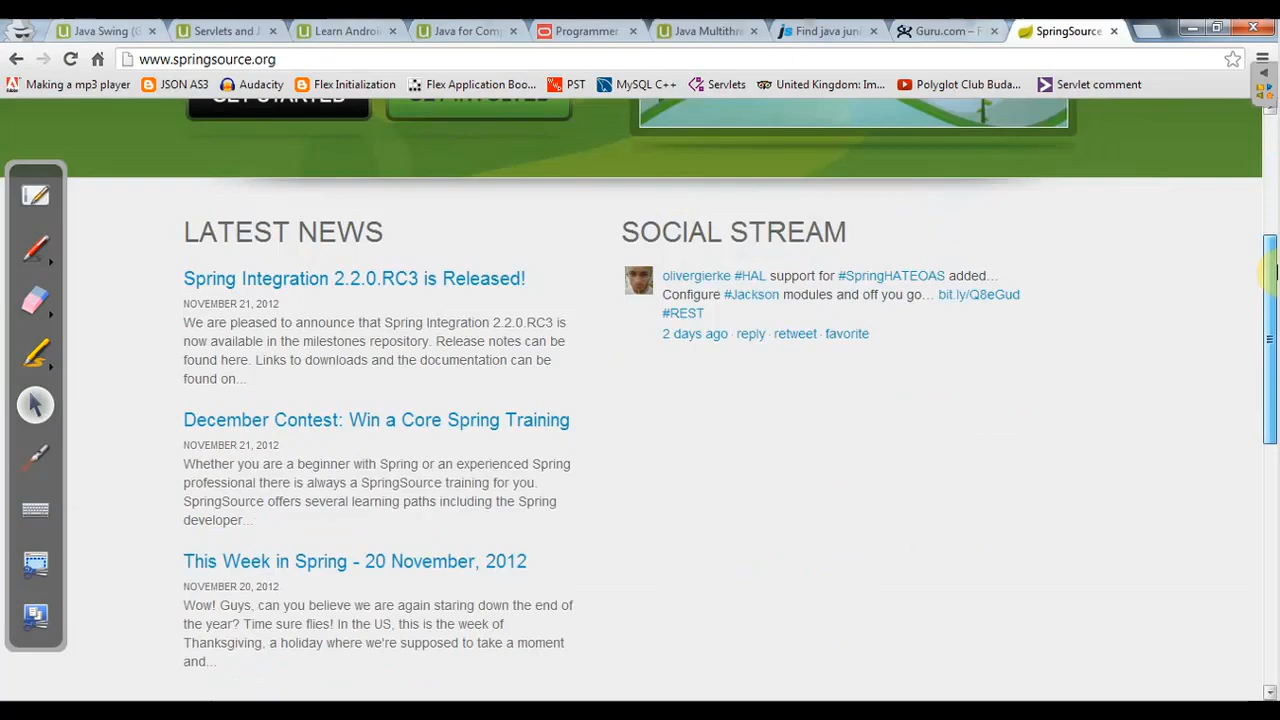 Java Swing (G
Servlets and J
Learn Androi
Java for Com
Programmer
Java Multithre
Find java juni
Guru.com – F
SpringSource
www.springsource.org
Making a mp3 player
JSON AS3
Audacity
Flex Initialization
Flex Application Boo...
PST
MySQL C++
Servlets
United Kingdom: Im...
Polyglot Club Buda...
Servlet comment
GET STARTED
LATEST NEWS
Spring Integration 2.2.0.RC3 is Released!
NOVEMBER 21, 2012
We are pleased to announce that Spring Integration 2.2.0.RC3 is
now available in the milestones repository. Release notes can be
found here. Links to downloads and the documentation can be
found on...
December Contest: Win a Core Spring Training
NOVEMBER 21, 2012
Whether you are a beginner with Spring or an experienced Spring
professional there is always a SpringSource training for you.
SpringSource offers several learning paths including the Spring
developer...
This Week in Spring - 20 November, 2012
NOVEMBER 20, 2012
Wow! Guys, can you believe we are again staring down the end of
the year? Time sure flies! In the US, this is the week of
Thanksgiving, a holiday where we're supposed to take a moment
and...
SOCIAL STREAM
olivergierke #HAL support for #SpringHATEOAS added…
Configure #Jackson modules and off you go… bit.ly/Q8eGud
#REST
2 days ago · reply · retweet · favorite